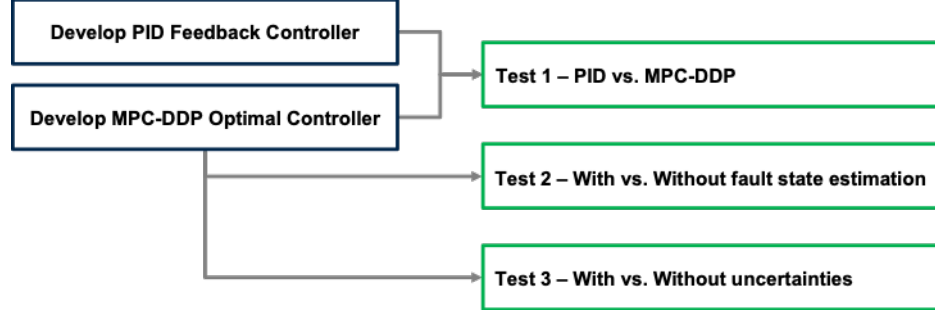 Develop PID Feedback Controller
Test 1 – PID vs. MPC-DDP
Develop MPC-DDP Optimal Controller
Test 2 – With vs. Without fault state estimation
Test 3 – With vs. Without uncertainties